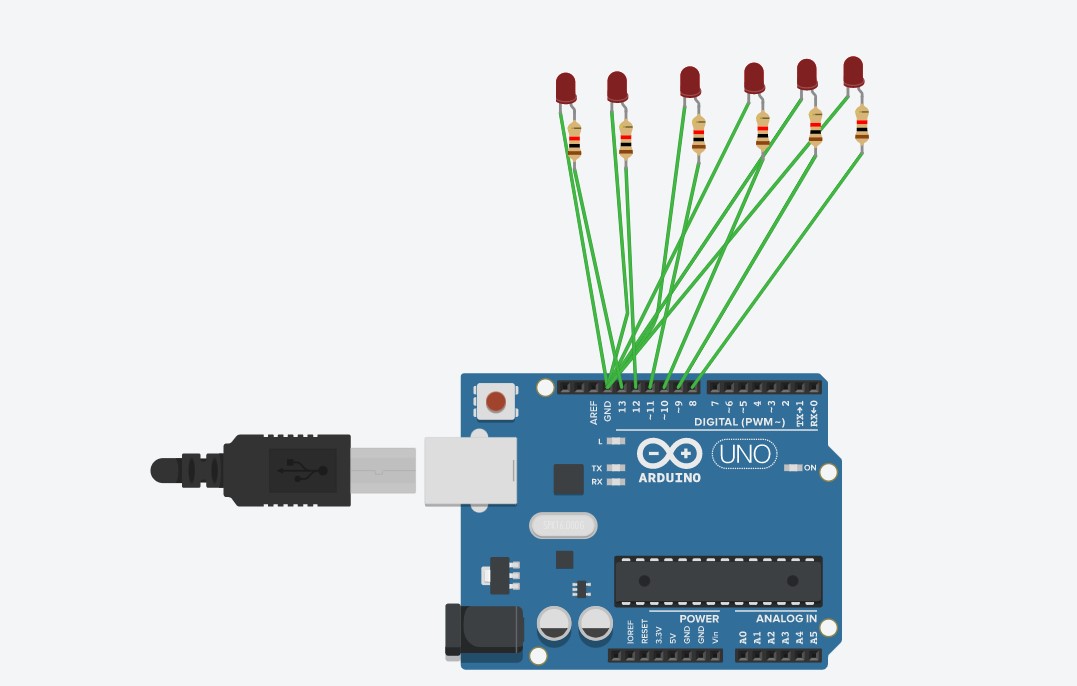 AREF
GND
13
12
~11
~10
~9
8
7
~6
~5
4
~3
2
TX→1
RX←0
DIGITAL (PWM~)
L
TX
RX
UNO
ARDUINO
ON
POWER
ANALOG IN
IOREF
RESET
3.3V
5V
GND
GND
Vin
A0
A1
A2
A3
A4
A5